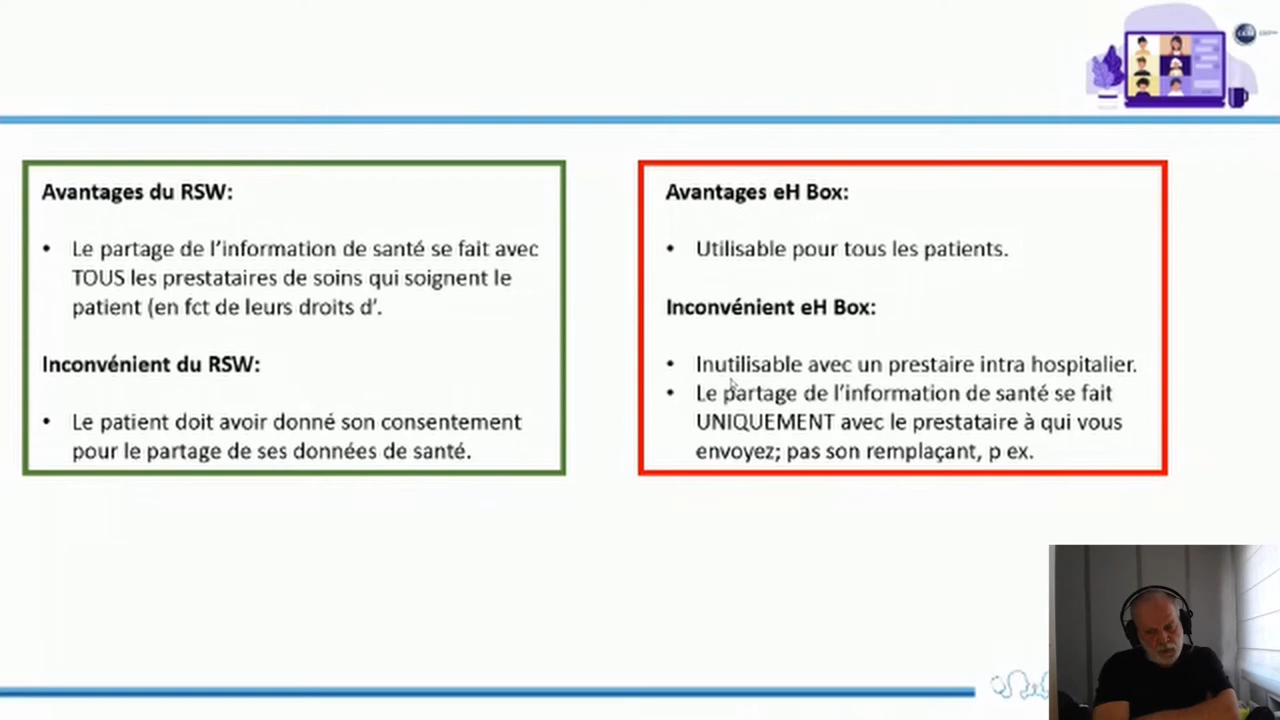 Avantages du RSW:
• Le partage de l'information de santé se fait avec
TOUS les prestataires de soins qui soignent le
patient (en fct de leurs droits d'.
Inconvénient du RSW:
• Le patient doit avoir donné son consentement
pour le partage de ses données de santé.
Avantages eH Box:
• Utilisable pour tous les patients.
Inconvénient eH Box:
• Inutilisable avec un prestaire intra hospitalier.
• Le partage de l'information de santé se fait
UNIQUEMENT avec le prestataire à qui vous
envoyez; pas son remplaçant, p ex.